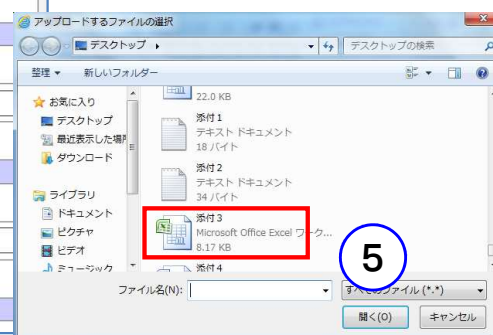 アップロードするファイルの選択
デスクトップ
デスクトップの検索
整理 新しいフォルダー
お気に入り
デスクトップ
最近表示した場所
ダウンロード
ライブラリ
ドキュメント
ピクチャ
ビデオ
ミュージック
22.0 KB
添付1
テキスト ドキュメント
18 バイト
添付2
テキスト ドキュメント
34 バイト
添付3
Microsoft Office Excel ワーク...
8.17 KB
添付4
5
ファイル名(N):
すべてのファイル (*.*)
開く(O)
キャンセル